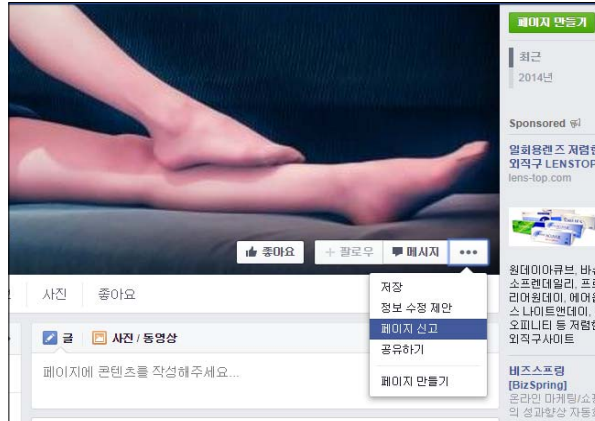 페이지 만들기
최근
2014년
Sponsored
일회용렌즈 저렴한
외직구 LENSTOP
lens-top.com
좋아요
+ 팔로우
메시지
사진
좋아요
저장
정보 수정 제안
페이지 신고
공유하기
페이지 만들기
글
사진 / 동영상
페이지에 콘텐츠를 작성해주세요...
원데이아큐브, 바슈
소프렌데일리, 프로
리어원데이, 에어옵
스 나이트앤데이,
오피니티 등 저렴한
외직구사이트
비즈스프링
[BizSpring]
온라인 마케팅/쇼핑
의 성과향상 자동화